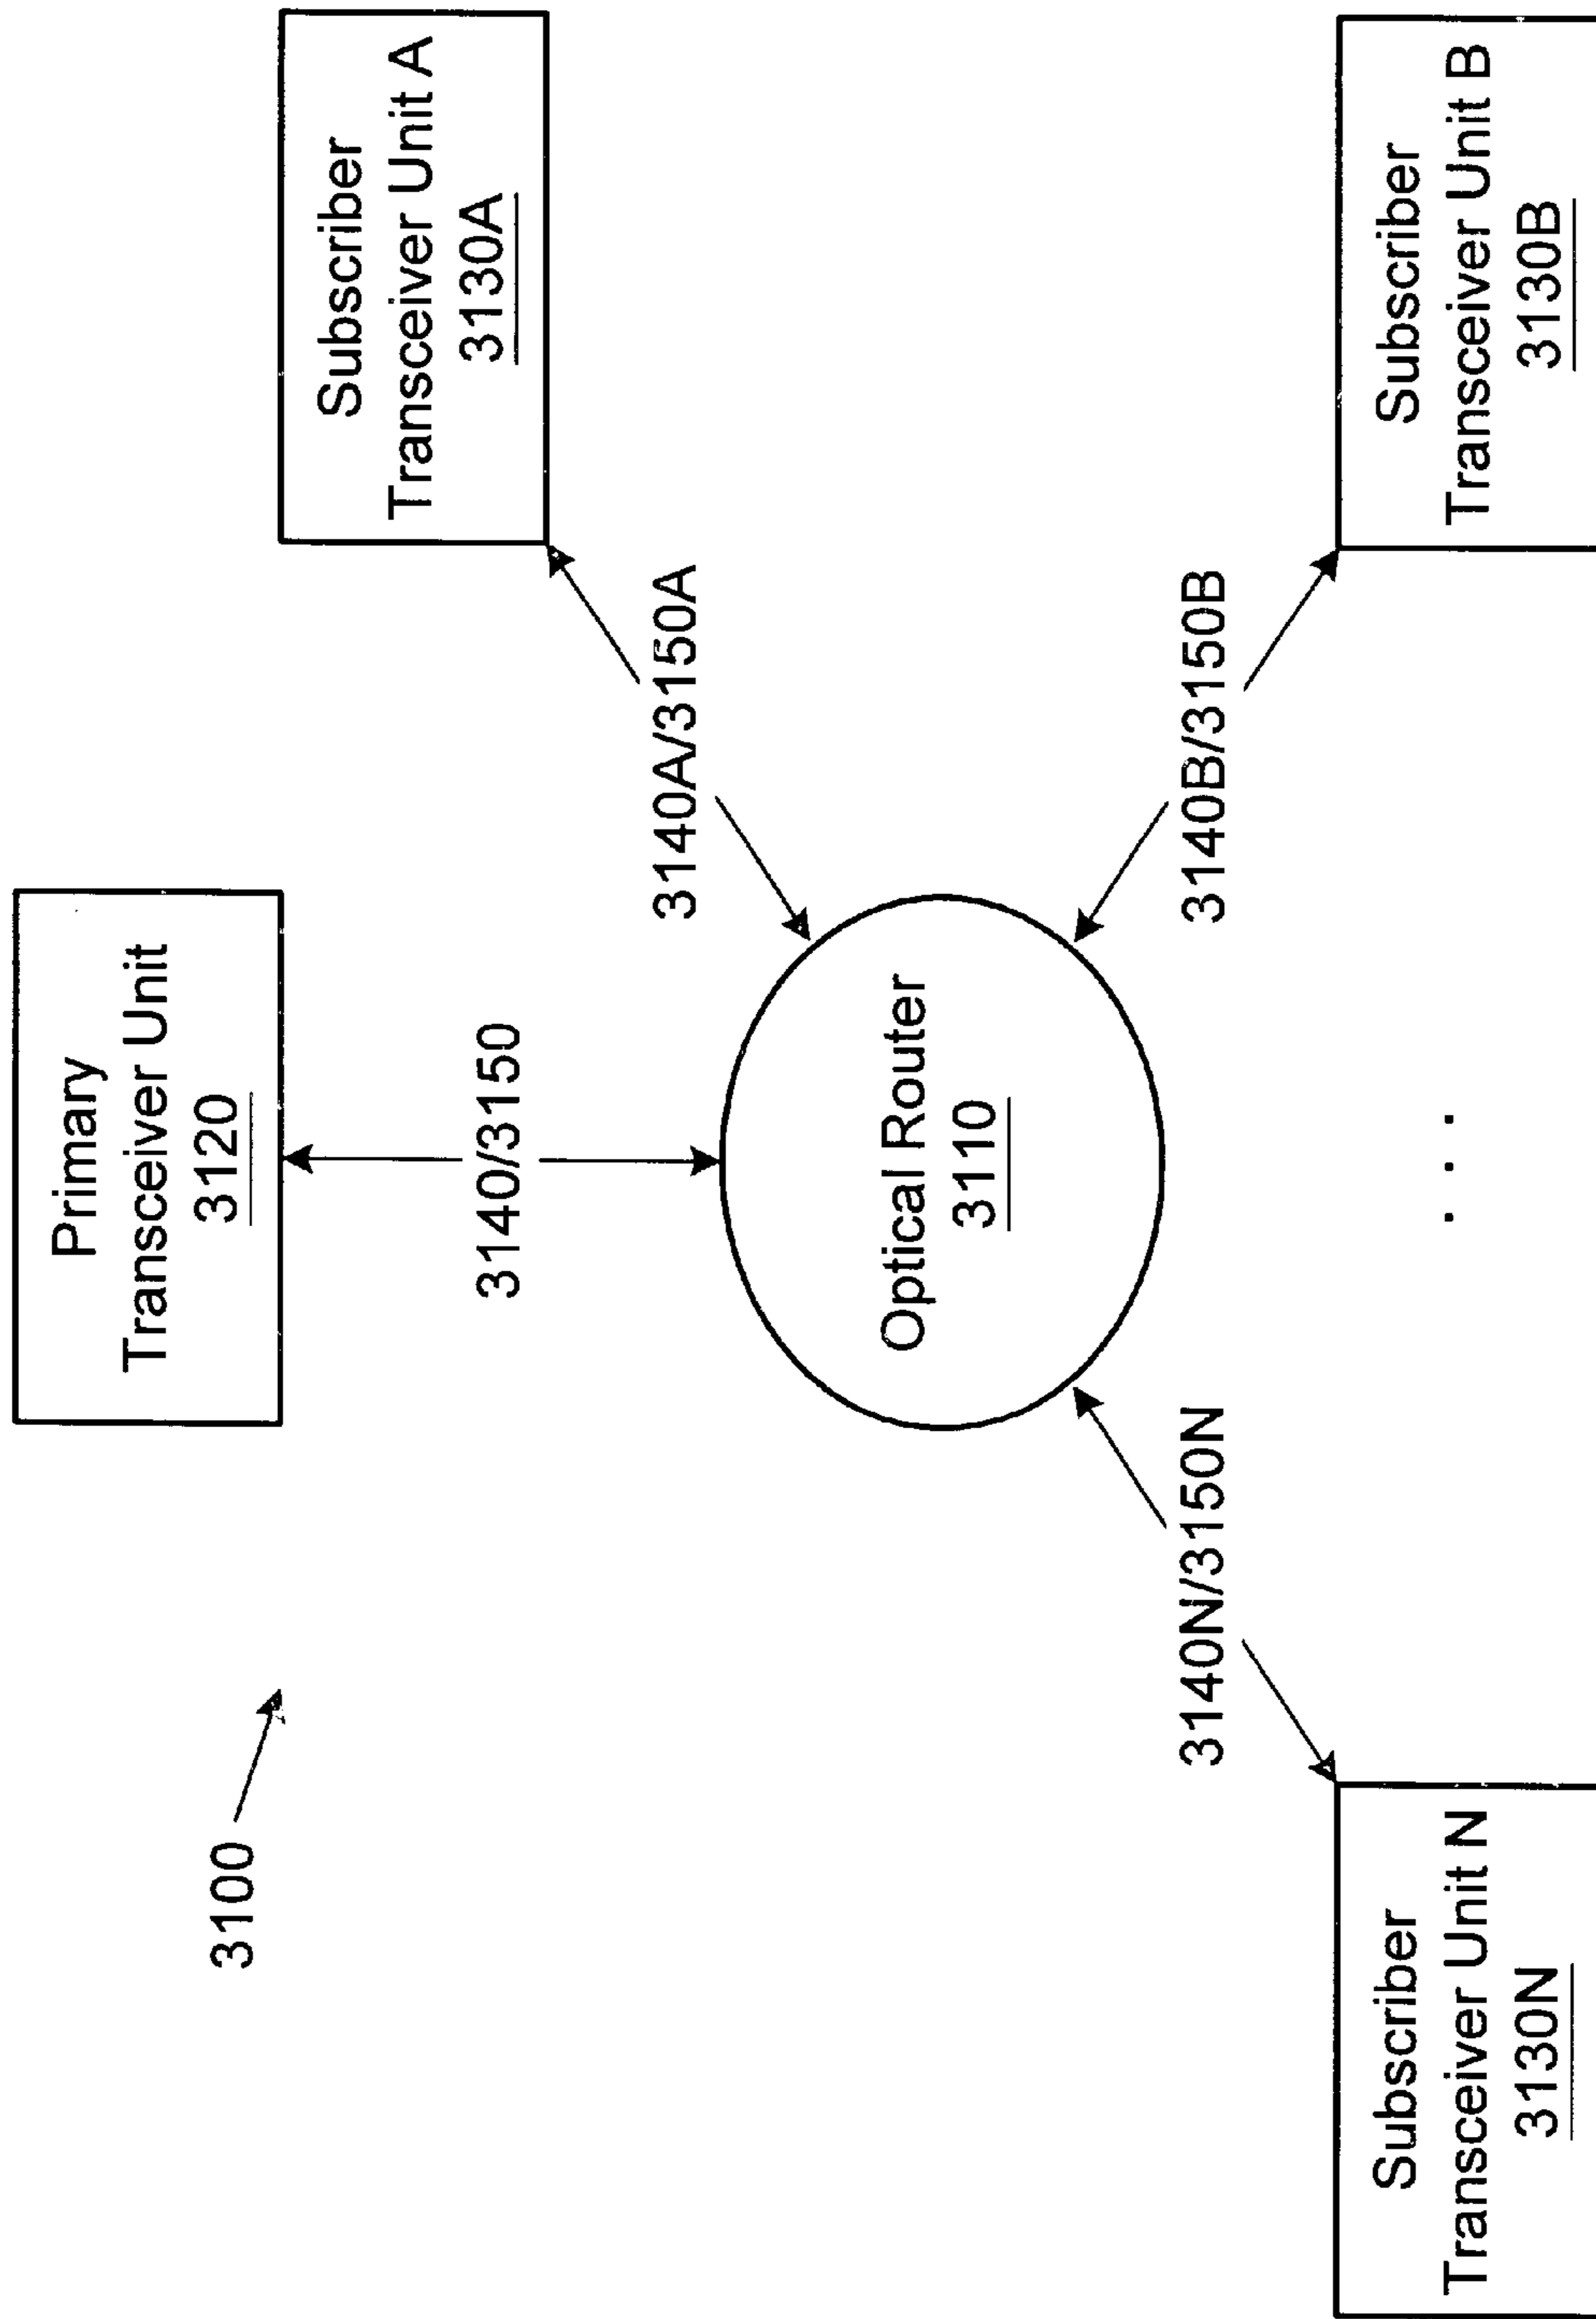 3100
Primary
Transceiver Unit
3120
3140/3150
Subscriber
Transceiver Unit A
3130A
3140A/3150A
Optical Router
3110
3140N/3150N
3140B/3150B
Subscriber
Transceiver Unit N
3130N
. . .
Subscriber
Transceiver Unit B
3130B